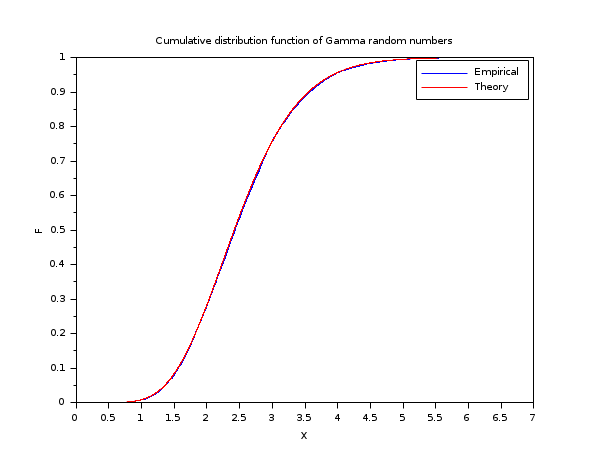 Cumulative distribution function of Gamma random numbers
1
0.9
0.8
0.7
0.6
0.5
0.4
0.3
0.2
0.1
0
F
Empirical
Theory
0 0.5 1 1.5 2 2.5 3 3.5 4 4.5 5 5.5 6 6.5 7
X